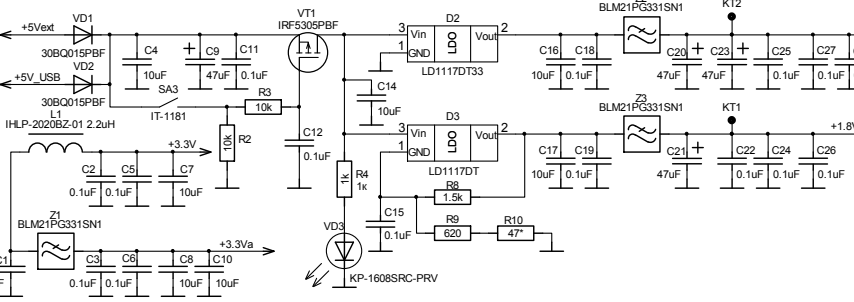 +5Vext
VD1
30BQ015PBF
VD2
+5V_USB
30BQ015PBF
C4
10uF
C9
47uF
C11
0.1uF
SA3
IT-1181
R3
10k
R2
10k
C12
0.1uF
VT1
IRF5305PBF
C14
10uF
3
Vin
1
GND
D2
LDO
Vout
2
LD1117DT33
C16
10uF
C18
0.1uF
BLM21PG331SN1
KT2
C20
47uF
C23
47uF
C25
0.1uF
C27
0.1uF
L1
IHLP-2020BZ-01 2.2uH
+3.3V
C2
0.1uF
C5
0.1uF
C7
10uF
Z1
BLM21PG331SN1
+3.3Va
C3
0.1uF
C6
0.1uF
C8
10uF
C10
10uF
R4
1k
1к
VD3
KP-1608SRC-PRV
3
Vin
1
GND
D3
LDO
Vout
2
LD1117DT
R8
1.5k
R9
620
R10
47*
C15
0.1uF
C17
10uF
C19
0.1uF
Z3
BLM21PG331SN1
KT1
+1.8V
C21
47uF
C22
0.1uF
C24
0.1uF
C26
0.1uF